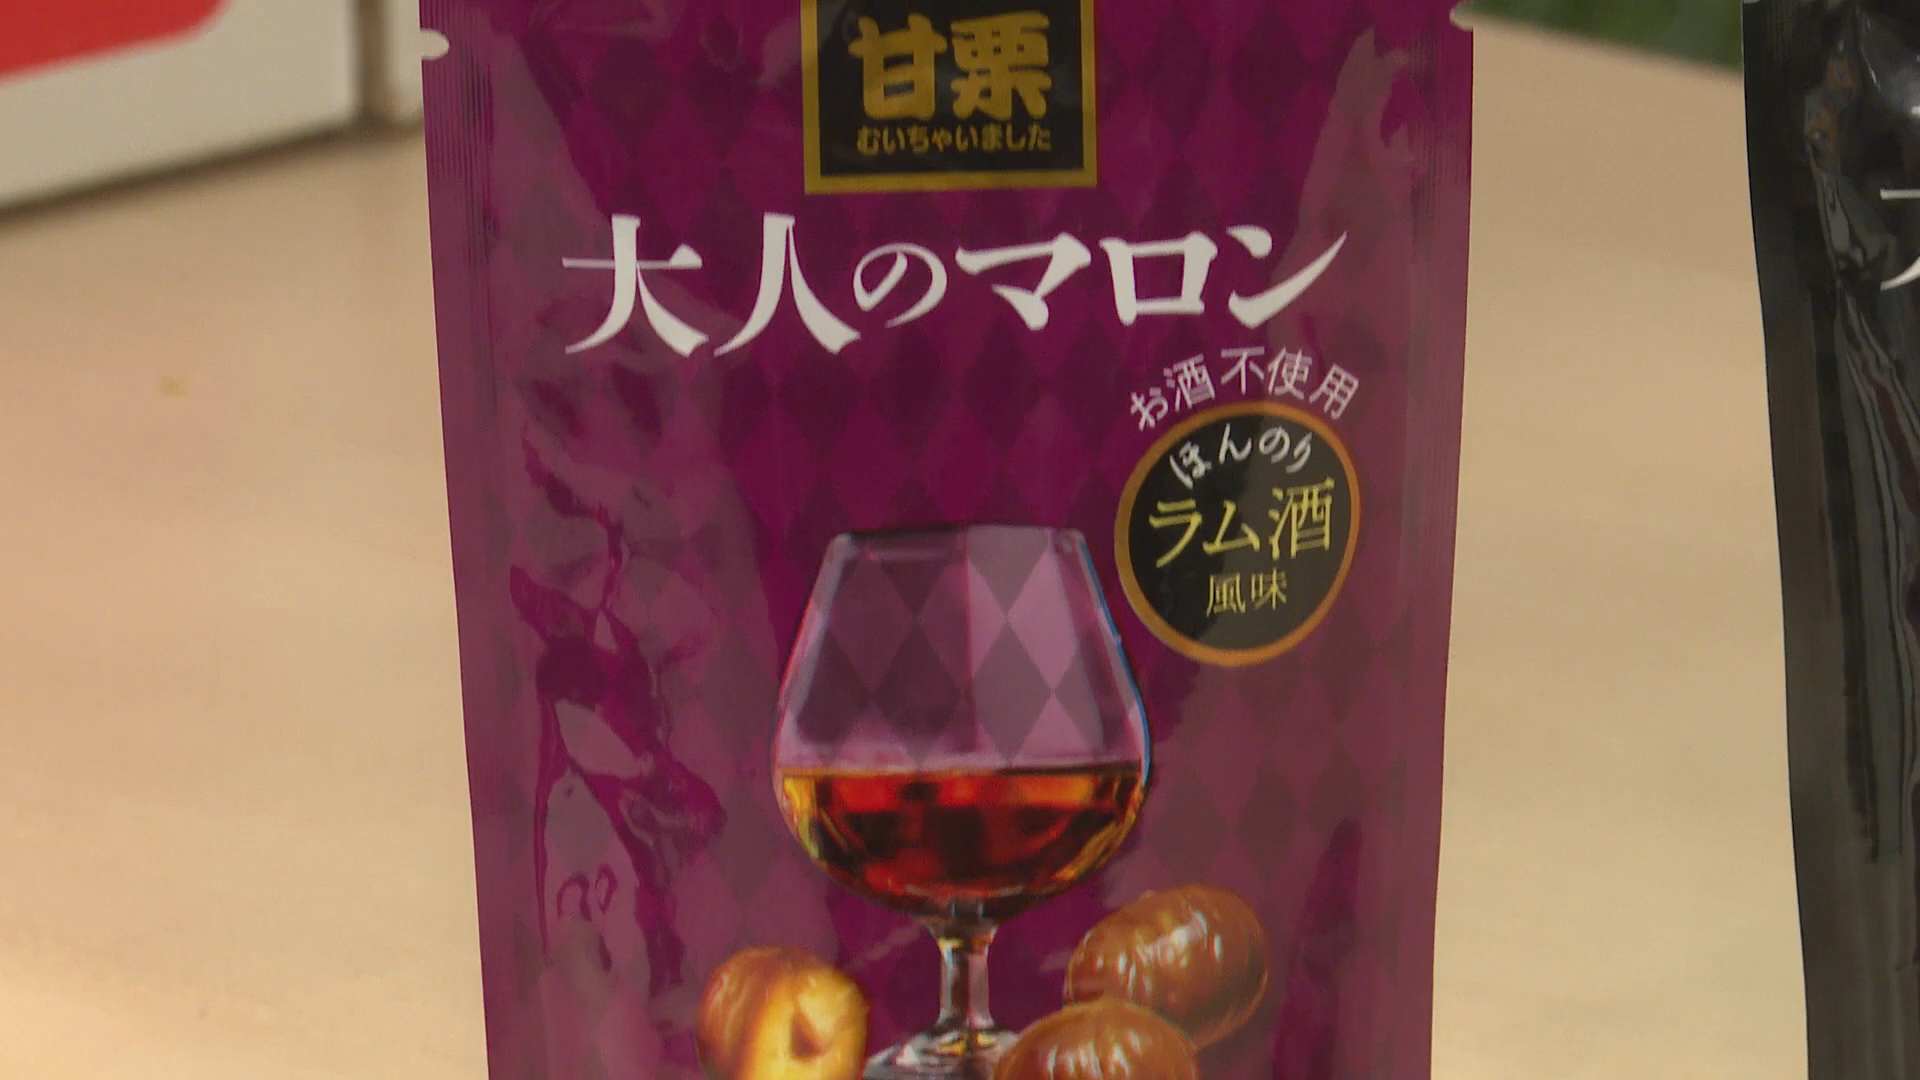 甘栗
むいちゃいました
大人のマロン
お酒不使用
ほんのり
ラム酒
風味